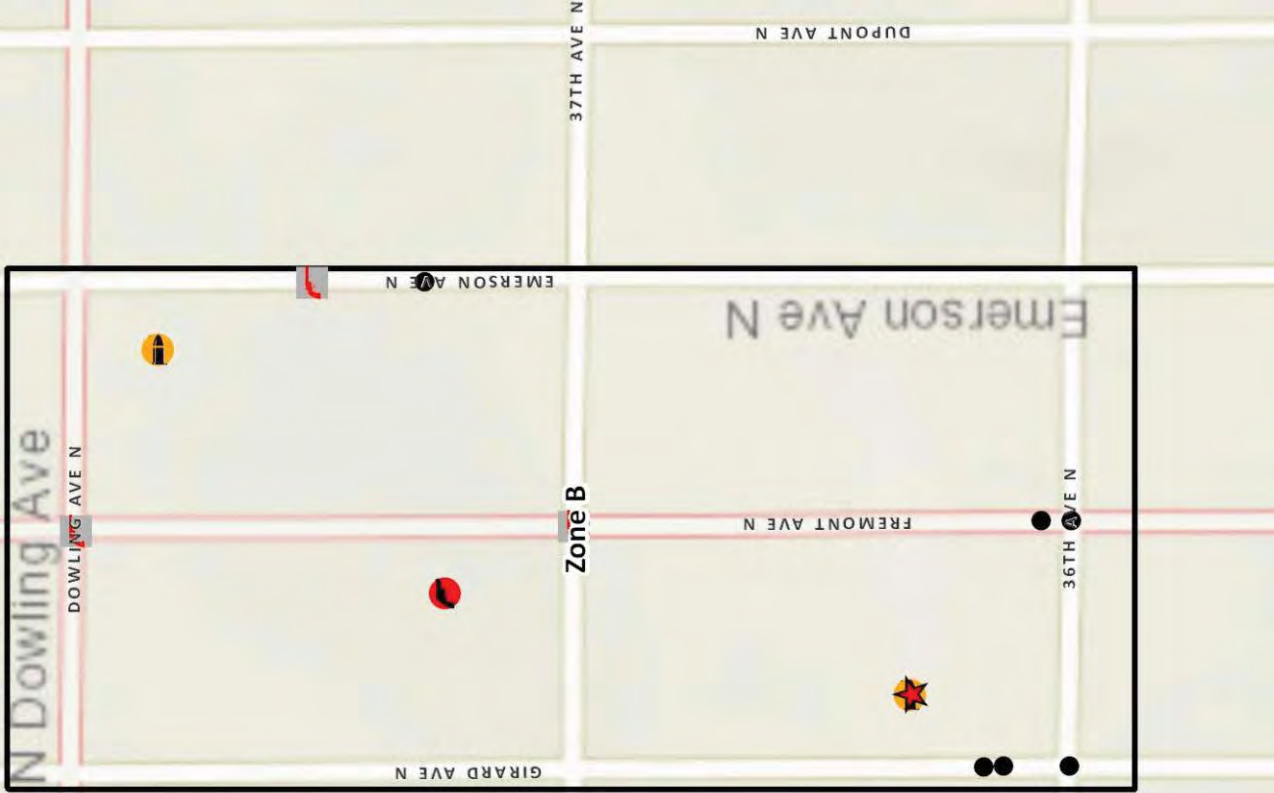 37TH AVE N
DUPONT AVE N
EMERSON AVE N
Emerson Ave N
N Dowling Ave
DOWLING AVE N
Zone B
FREMONT AVE N
36TH AVE N
GIRARD AVE N